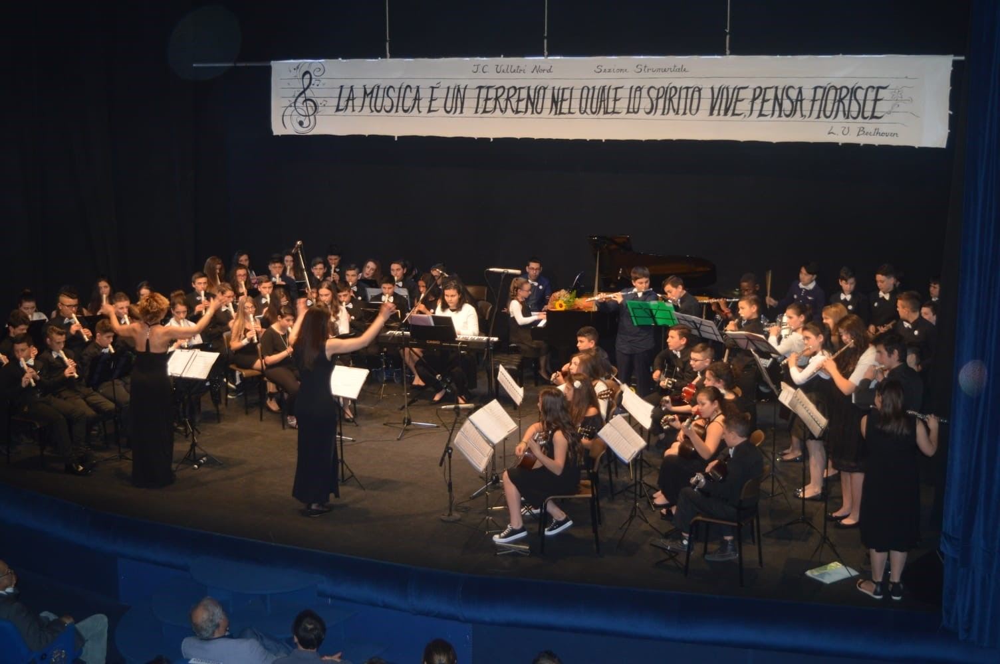 I.C. Velletri Nord Sezione Strumentale
LA MUSICA È UN TERRENO NEL QUALE LO SPIRITO VIVE, PENSA, FIORISCE
L. V. Beethoven
CASIO